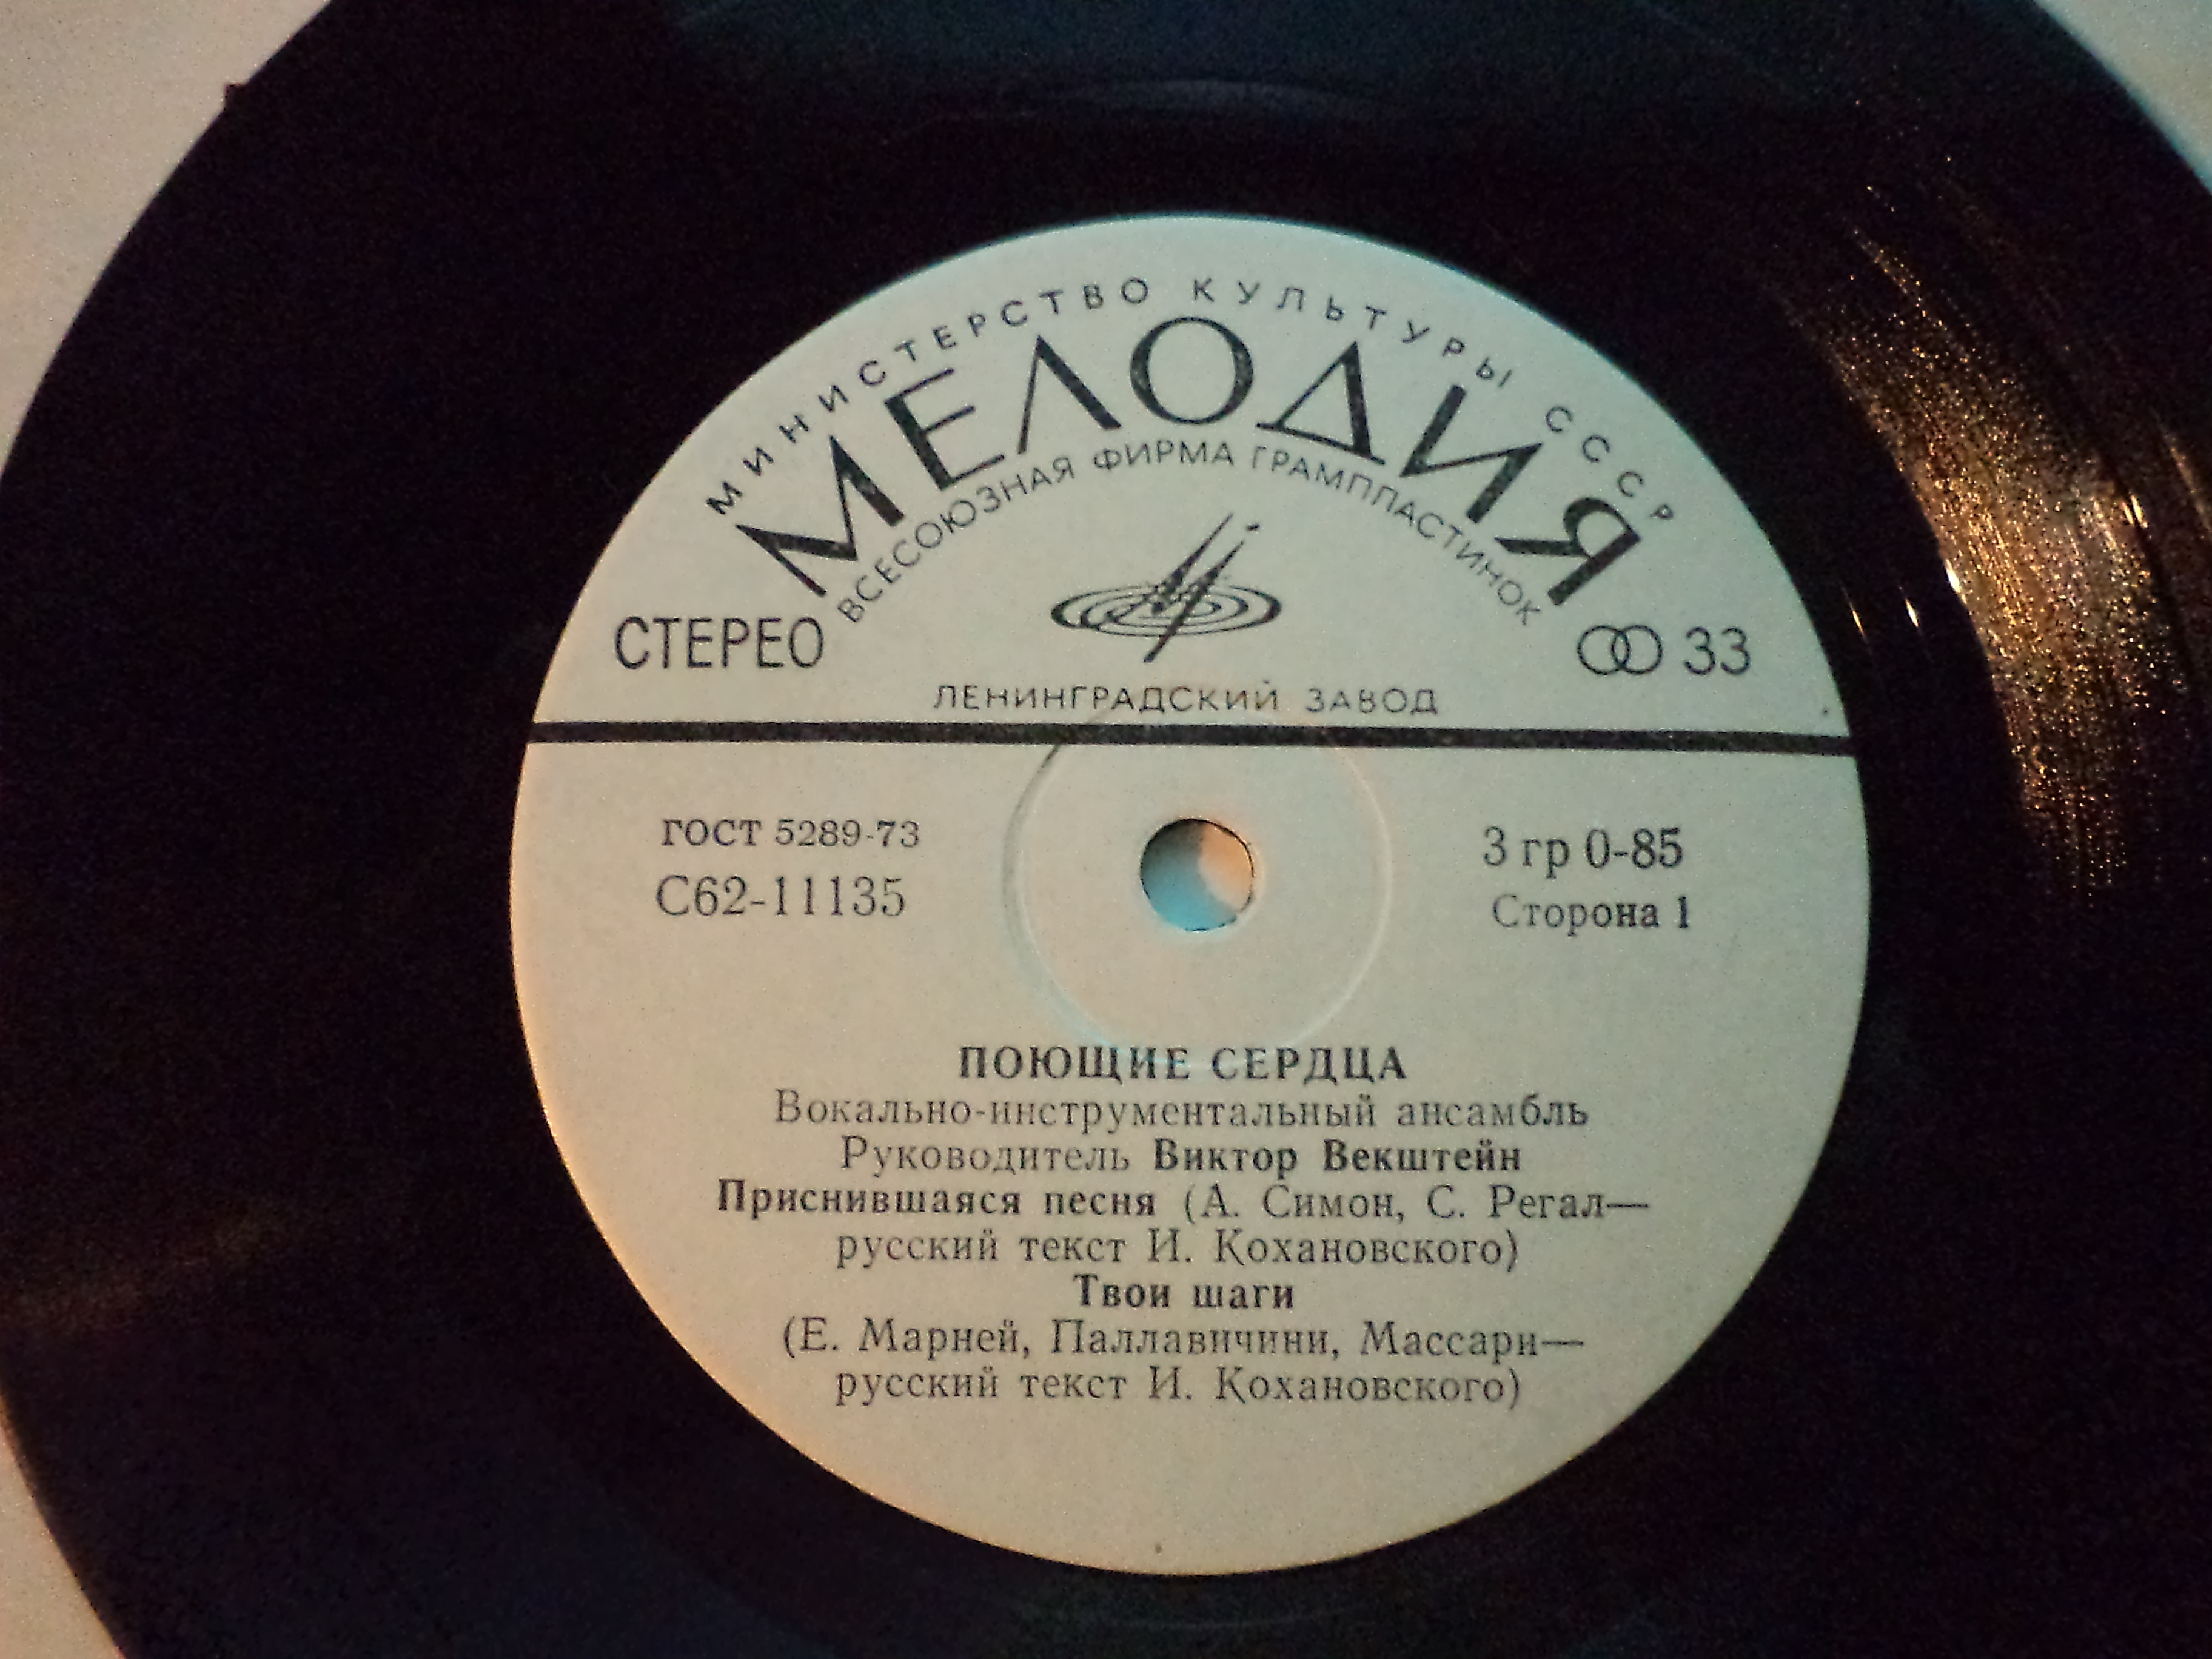 МИНИСТЕРСТВО КУЛЬТУРЫ СССР
МЕЛОДИЯ
ВСЕСОЮЗНАЯ ФИРМА ГРАМПЛАСТИНОК
СТЕРЕО
33
ЛЕНИНГРАДСКИЙ ЗАВОД
ГОСТ 5289-73
С62-11135
3 гр 0-85
Сторона 1
ПОЮЩИЕ СЕРДЦА
Вокально-инструментальный ансамбль
Руководитель Виктор Векштейн
Приснившаяся песня (А. Симон, С. Регал—
русский текст И. Кохановского)
Твои шаги
(Е. Марней, Паллавичини, Массари—
русский текст И. Кохановского)